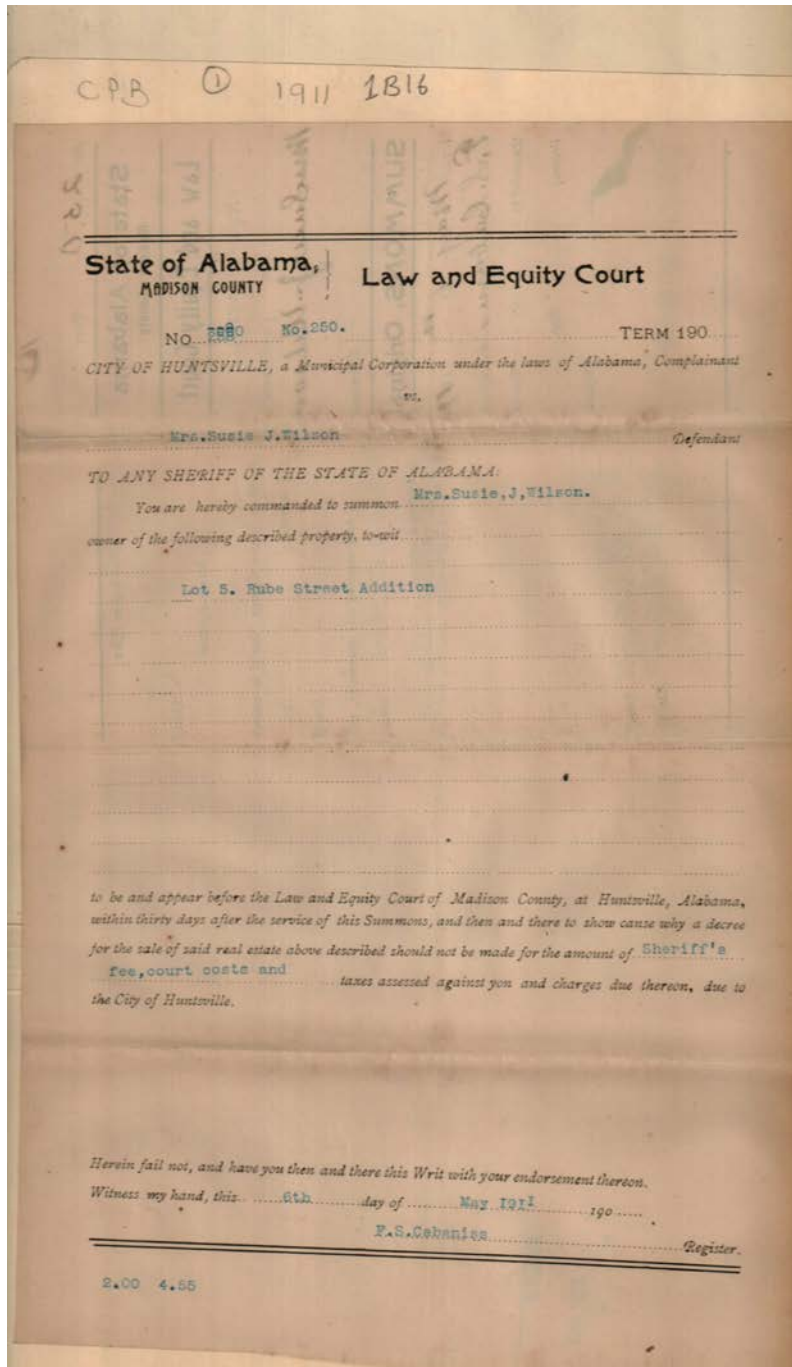 CPB ① 1911 1B16
State of Alabama, Law and Equity Court
MADISON COUNTY
No. No.250. TERM 190
CITY OF HUNTSVILLE, a Municipal Corporation under the laws of Alabama, Complainant
vs.
Mrs.Susie J.Wilson Defendant
TO ANY SHERIFF OF THE STATE OF ALABAMA:
You are hereby commanded to summon Mrs.Susie,J,Wilson.
owner of the following described property, to-wit
Lot 5. Rube Street Addition
to be and appear before the Law and Equity Court of Madison County, at Huntsville, Alabama,
within thirty days after the service of this Summons, and then and there to show cause why a decree
for the sale of said real estate above described should not be made for the amount of Sheriff's
fee,court costs and taxes assessed against you and charges due thereon, due to
the City of Huntsville.
Herein fail not, and have you then and there this Writ with your endorsement thereon.
Witness my hand, this 6th day of May 1911 190
F.S.Cabaniss Register.
2.00 4.55